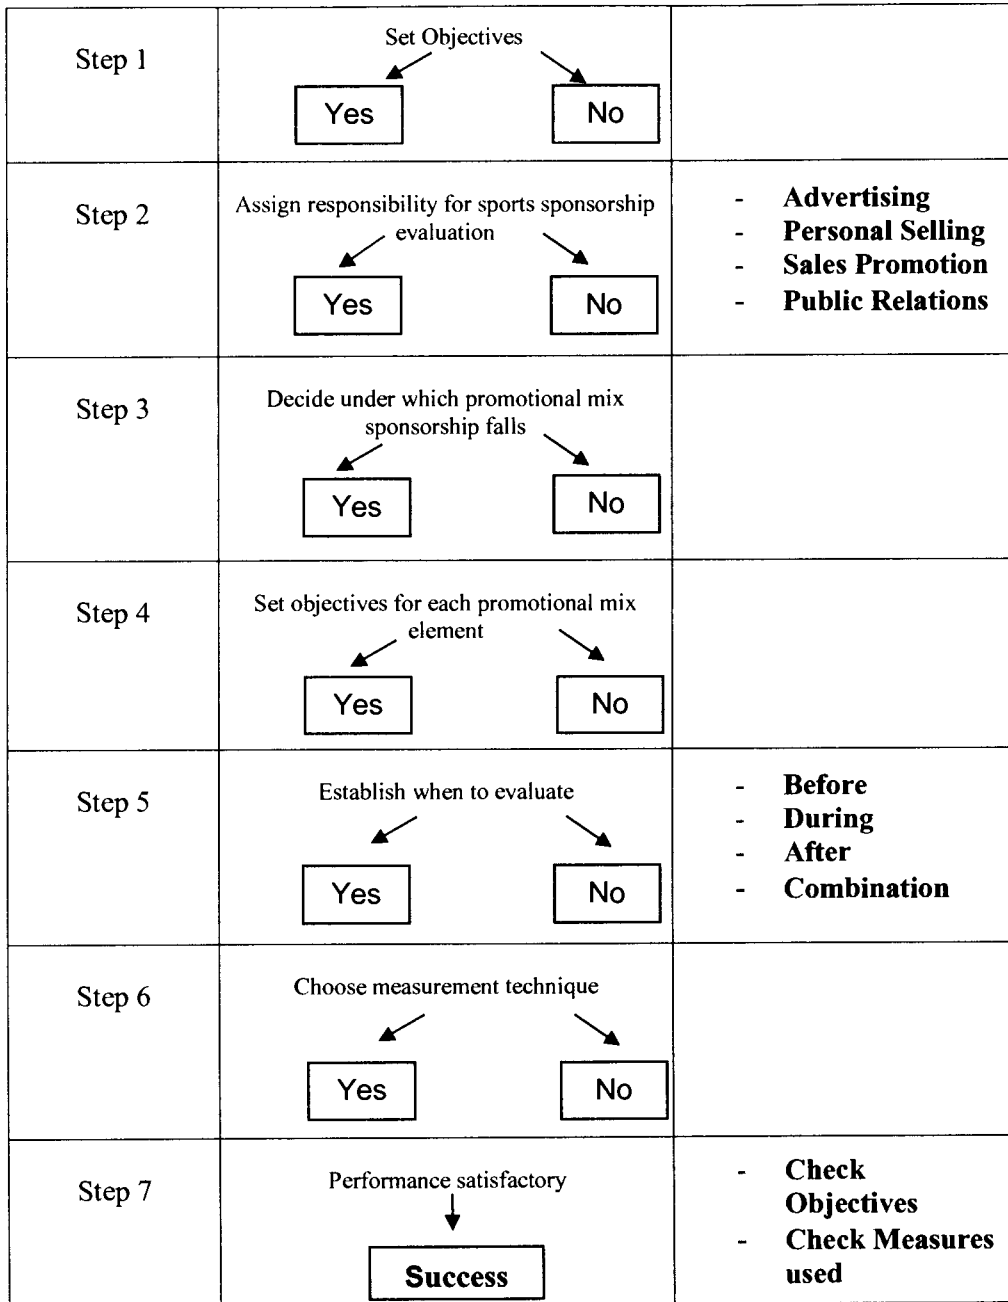 Step 1
Set Objectives
Yes
No
Step 2
Assign responsibility for sports sponsorship
evaluation
Yes
No
- Advertising
- Personal Selling
- Sales Promotion
- Public Relations
Step 3
Decide under which promotional mix
sponsorship falls
Yes
No
Step 4
Set objectives for each promotional mix
element
Yes
No
Step 5
Establish when to evaluate
Yes
No
- Before
- During
- After
- Combination
Step 6
Choose measurement technique
Yes
No
Step 7
Performance satisfactory
Success
- Check
Objectives
- Check Measures
used